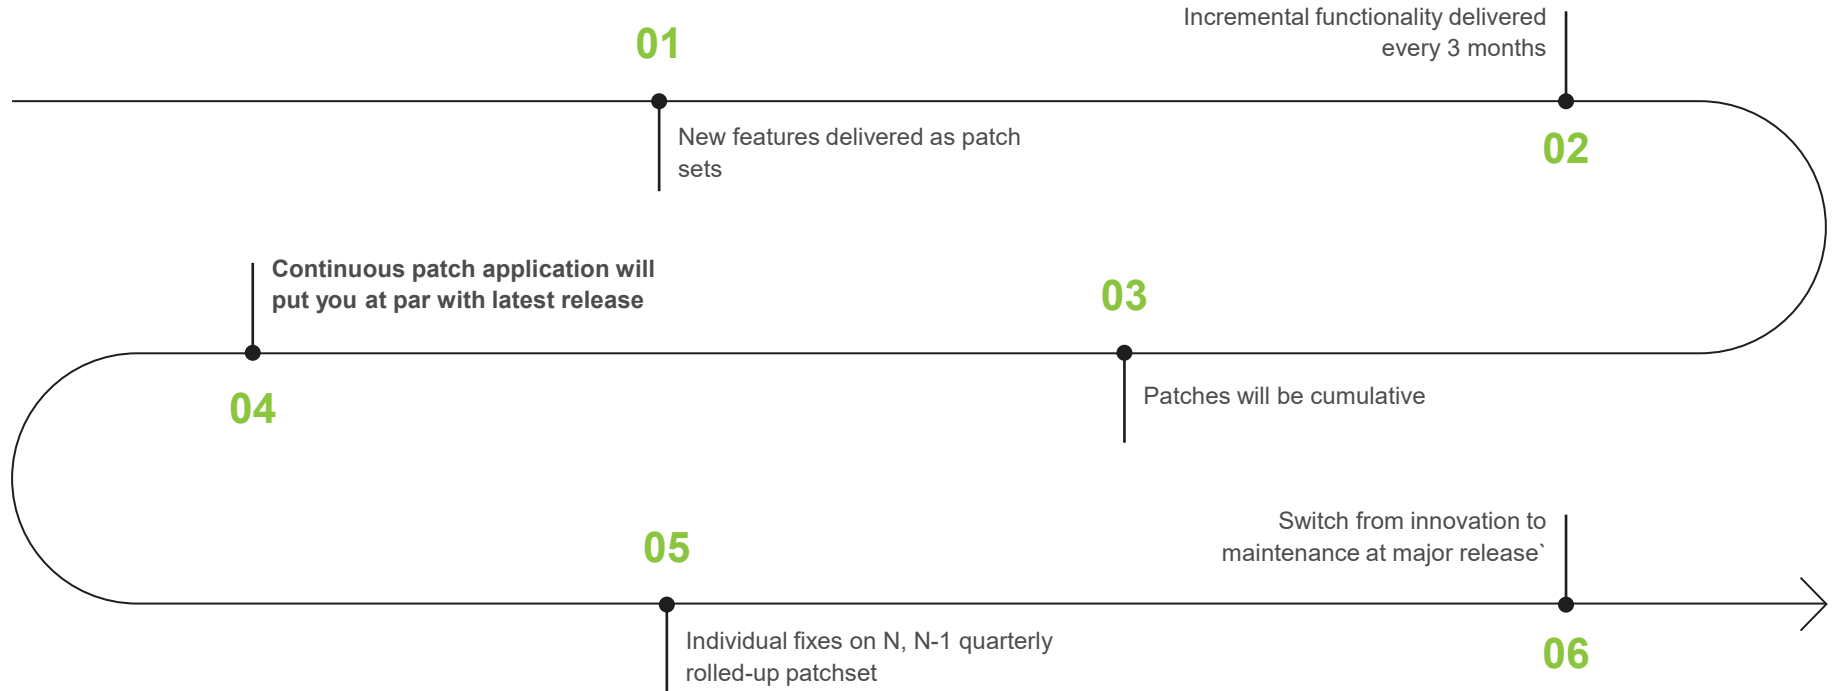 01
New features delivered as patch
sets
Incremental functionality delivered
every 3 months
02
03
Patches will be cumulative
Continuous patch application will
put you at par with latest release
04
05
Individual fixes on N, N-1 quarterly
rolled-up patchset
Switch from innovation to
maintenance at major release`
06